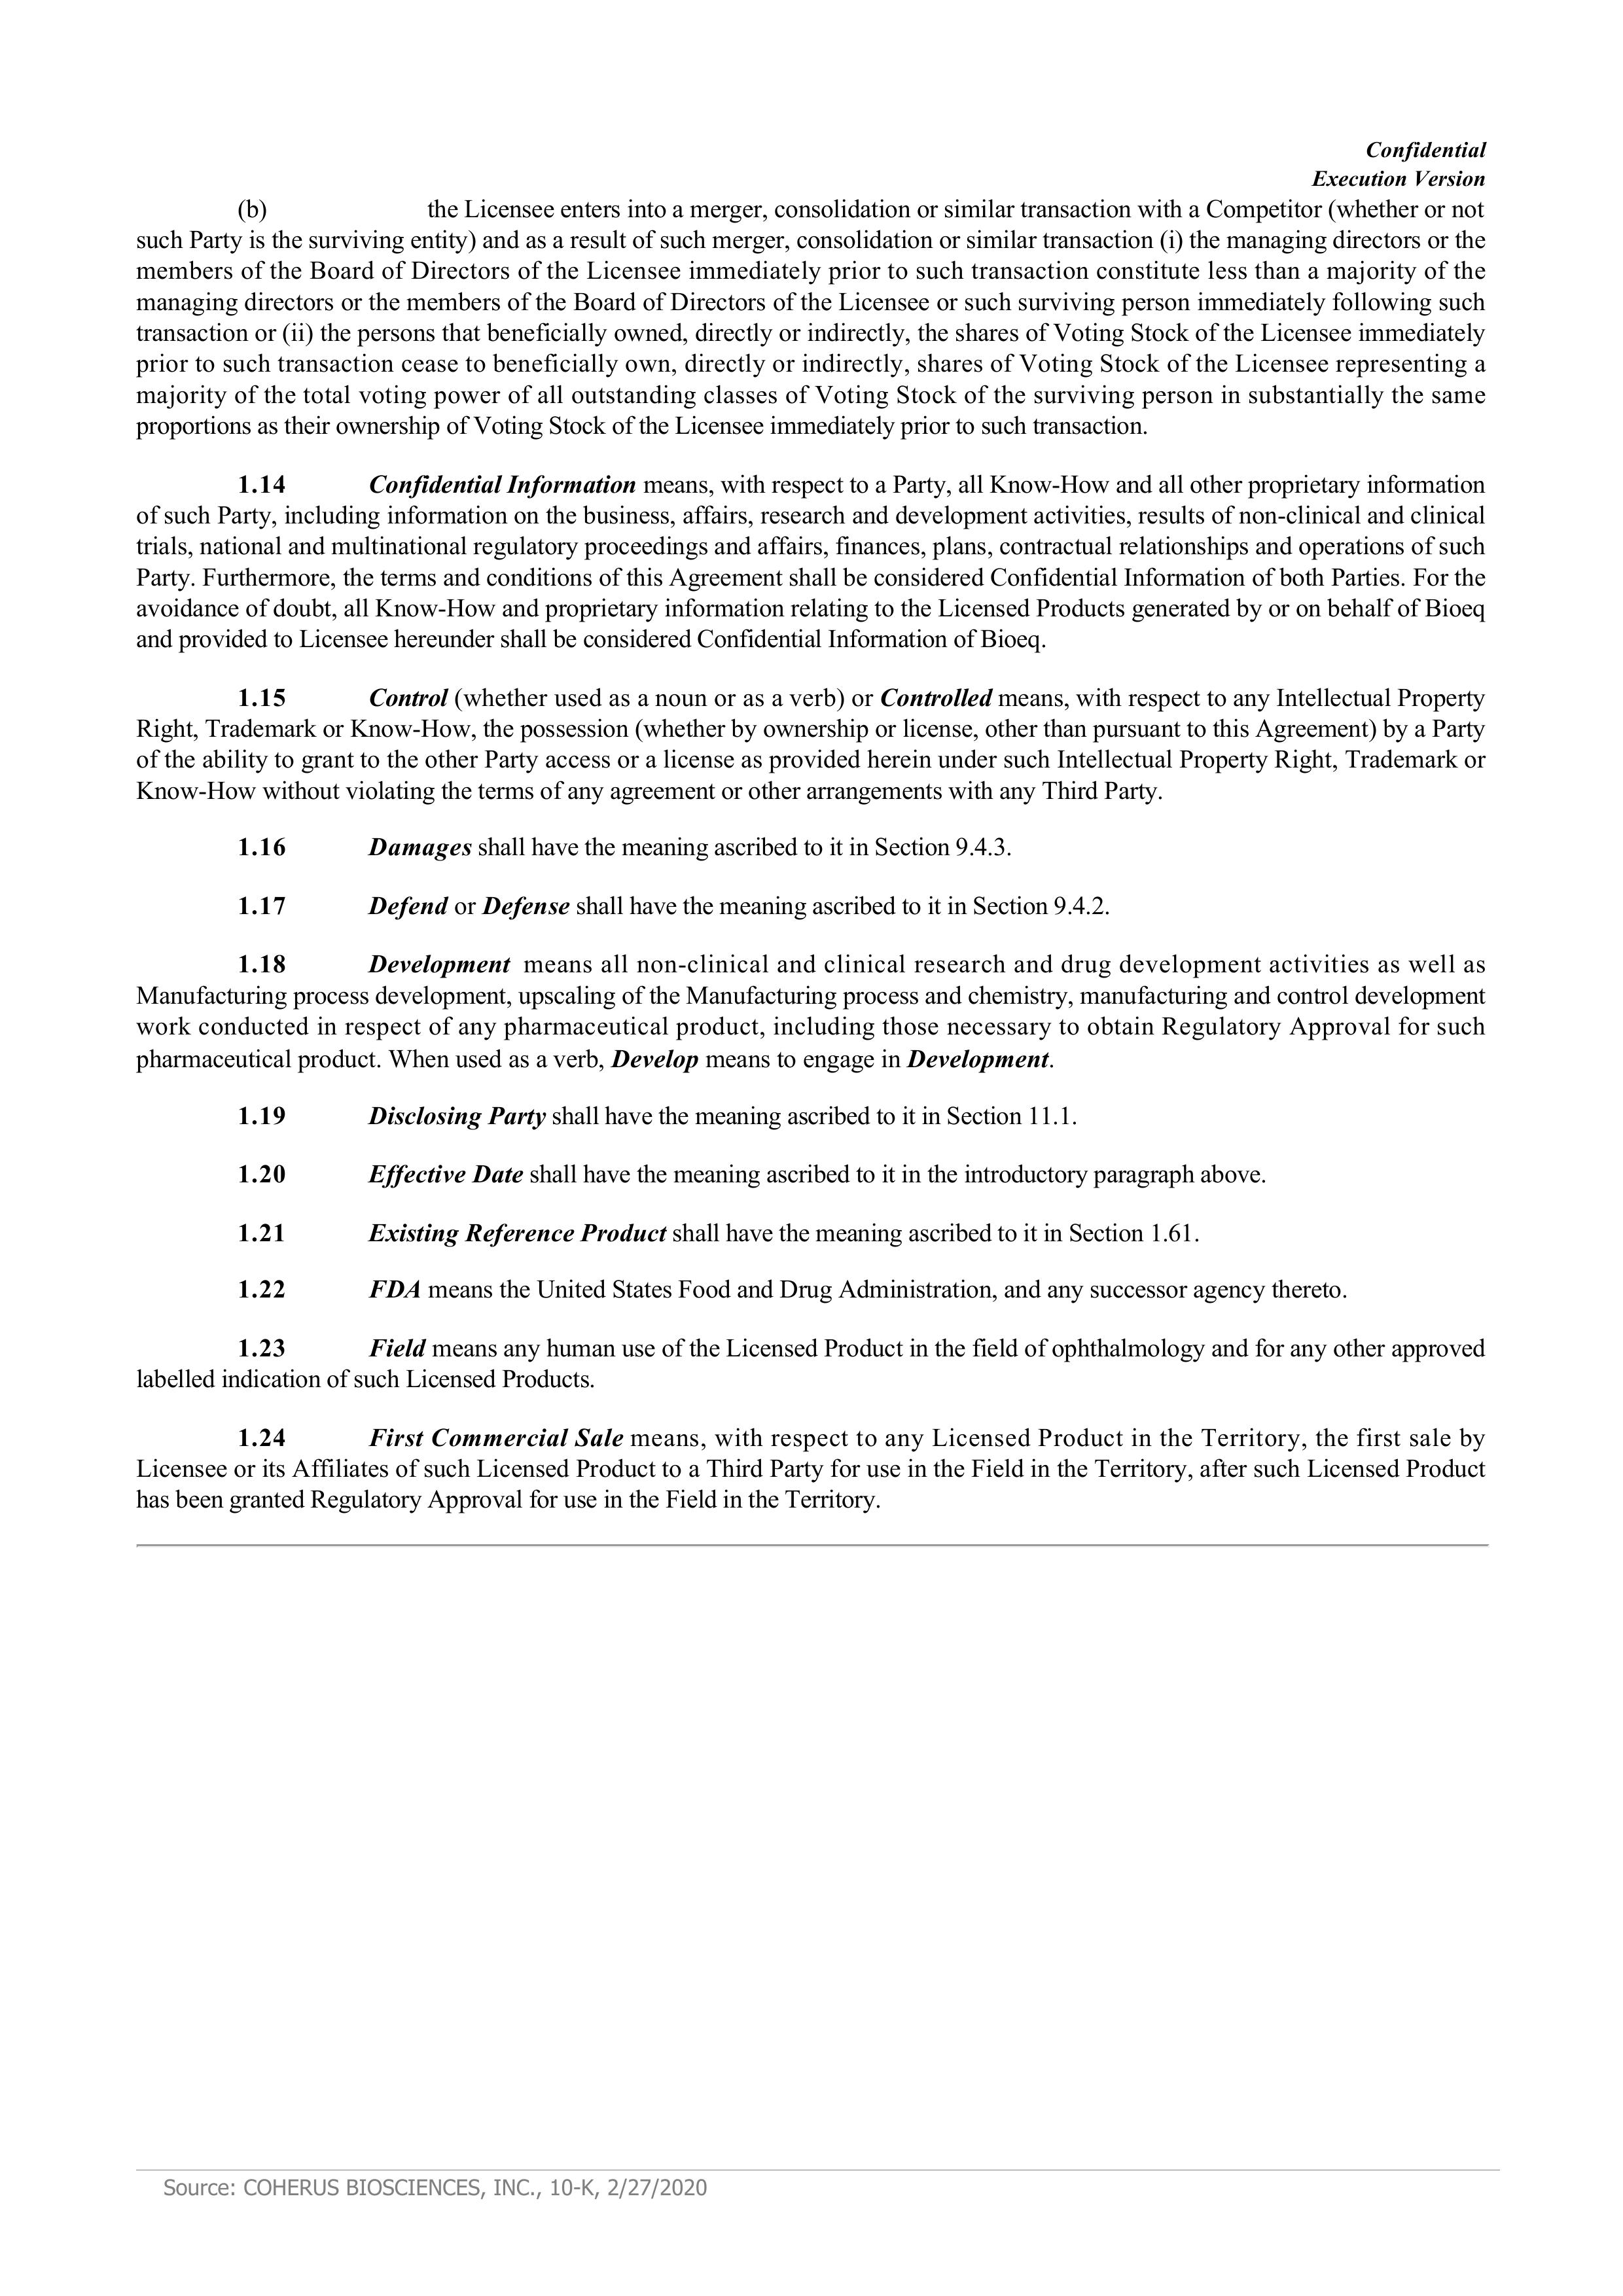 Confidential
Execution Version
(b) the Licensee enters into a merger, consolidation or similar transaction with a Competitor (whether or not
such Party is the surviving entity) and as a result of such merger, consolidation or similar transaction (i) the managing directors or the
members of the Board of Directors of the Licensee immediately prior to such transaction constitute less than a majority of the
managing directors or the members of the Board of Directors of the Licensee or such surviving person immediately following such
transaction or (ii) the persons that beneficially owned, directly or indirectly, the shares of Voting Stock of the Licensee immediately
prior to such transaction cease to beneficially own, directly or indirectly, shares of Voting Stock of the Licensee representing a
majority of the total voting power of all outstanding classes of Voting Stock of the surviving person in substantially the same
proportions as their ownership of Voting Stock of the Licensee immediately prior to such transaction.
1.14 Confidential Information means, with respect to a Party, all Know-How and all other proprietary information
of such Party, including information on the business, affairs, research and development activities, results of non-clinical and clinical
trials, national and multinational regulatory proceedings and affairs, finances, plans, contractual relationships and operations of such
Party. Furthermore, the terms and conditions of this Agreement shall be considered Confidential Information of both Parties. For the
avoidance of doubt, all Know-How and proprietary information relating to the Licensed Products generated by or on behalf of Bioeq
and provided to Licensee hereunder shall be considered Confidential Information of Bioeq.
1.15 Control (whether used as a noun or as a verb) or Controlled means, with respect to any Intellectual Property
Right, Trademark or Know-How, the possession (whether by ownership or license, other than pursuant to this Agreement) by a Party
of the ability to grant to the other Party access or a license as provided herein under such Intellectual Property Right, Trademark or
Know-How without violating the terms of any agreement or other arrangements with any Third Party.
1.16 Damages shall have the meaning ascribed to it in Section 9.4.3.
1.17 Defend or Defense shall have the meaning ascribed to it in Section 9.4.2.
1.18 Development means all non-clinical and clinical research and drug development activities as well as
Manufacturing process development, upscaling of the Manufacturing process and chemistry, manufacturing and control development
work conducted in respect of any pharmaceutical product, including those necessary to obtain Regulatory Approval for such
pharmaceutical product. When used as a verb, Develop means to engage in Development.
1.19 Disclosing Party shall have the meaning ascribed to it in Section 11.1.
1.20 Effective Date shall have the meaning ascribed to it in the introductory paragraph above.
1.21 Existing Reference Product shall have the meaning ascribed to it in Section 1.61.
1.22 FDA means the United States Food and Drug Administration, and any successor agency thereto.
1.23 Field means any human use of the Licensed Product in the field of ophthalmology and for any other approved
labelled indication of such Licensed Products.
1.24 First Commercial Sale means, with respect to any Licensed Product in the Territory, the first sale by
Licensee or its Affiliates of such Licensed Product to a Third Party for use in the Field in the Territory, after such Licensed Product
has been granted Regulatory Approval for use in the Field in the Territory.
Source: COHERUS BIOSCIENCES, INC., 10-K, 2/27/2020